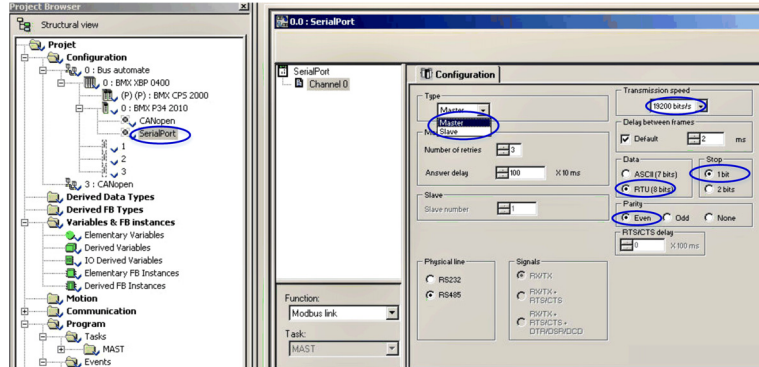 Project Browser
Structural view
Projet
Configuration
0 : Bus automate
0 : BMX XBP 0400
(P) (P) : BMX CPS 2000
0 : BMX P34 2010
CANopen
SerialPort
1
2
3
3 : CANopen
Derived Data Types
Derived FB Types
Variables & FB instances
Elementary Variables
Derived Variables
IO Derived Variables
Elementary FB Instances
Derived FB Instances
Motion
Communication
Program
Tasks
MAST
Events
0.0 : SerialPort
SerialPort
Channel 0
Function:
Modbus link
Task:
MAST
Configuration
Type
Master
Master
Slave
Number of retries
3
Answer delay
100
X 10 ms
Slave
Slave number
1
Physical line
RS232
RS485
Signals
RX/TX
RX/TX +
RTS/CTS
RX/TX +
RTS/CTS +
DTR/DSR/DCD
Transmission speed
19200 bits/s
Delay between frames
Default
2
ms
Data
ASCII (7 bits)
RTU (8 bits)
Stop
1 bit
2 bits
Parity
Even
Odd
None
RTS/CTS delay
0
X 100 ms